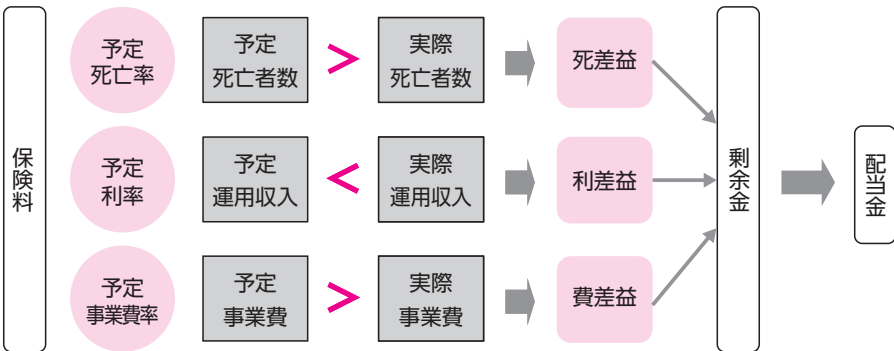 保険料
予定
死亡率
予定
死亡者数
>
実際
死亡者数
死差益
予定
利率
予定
運用収入
<
実際
運用収入
利差益
予定
事業費率
予定
事業費
>
実際
事業費
費差益
剰余金
配当金